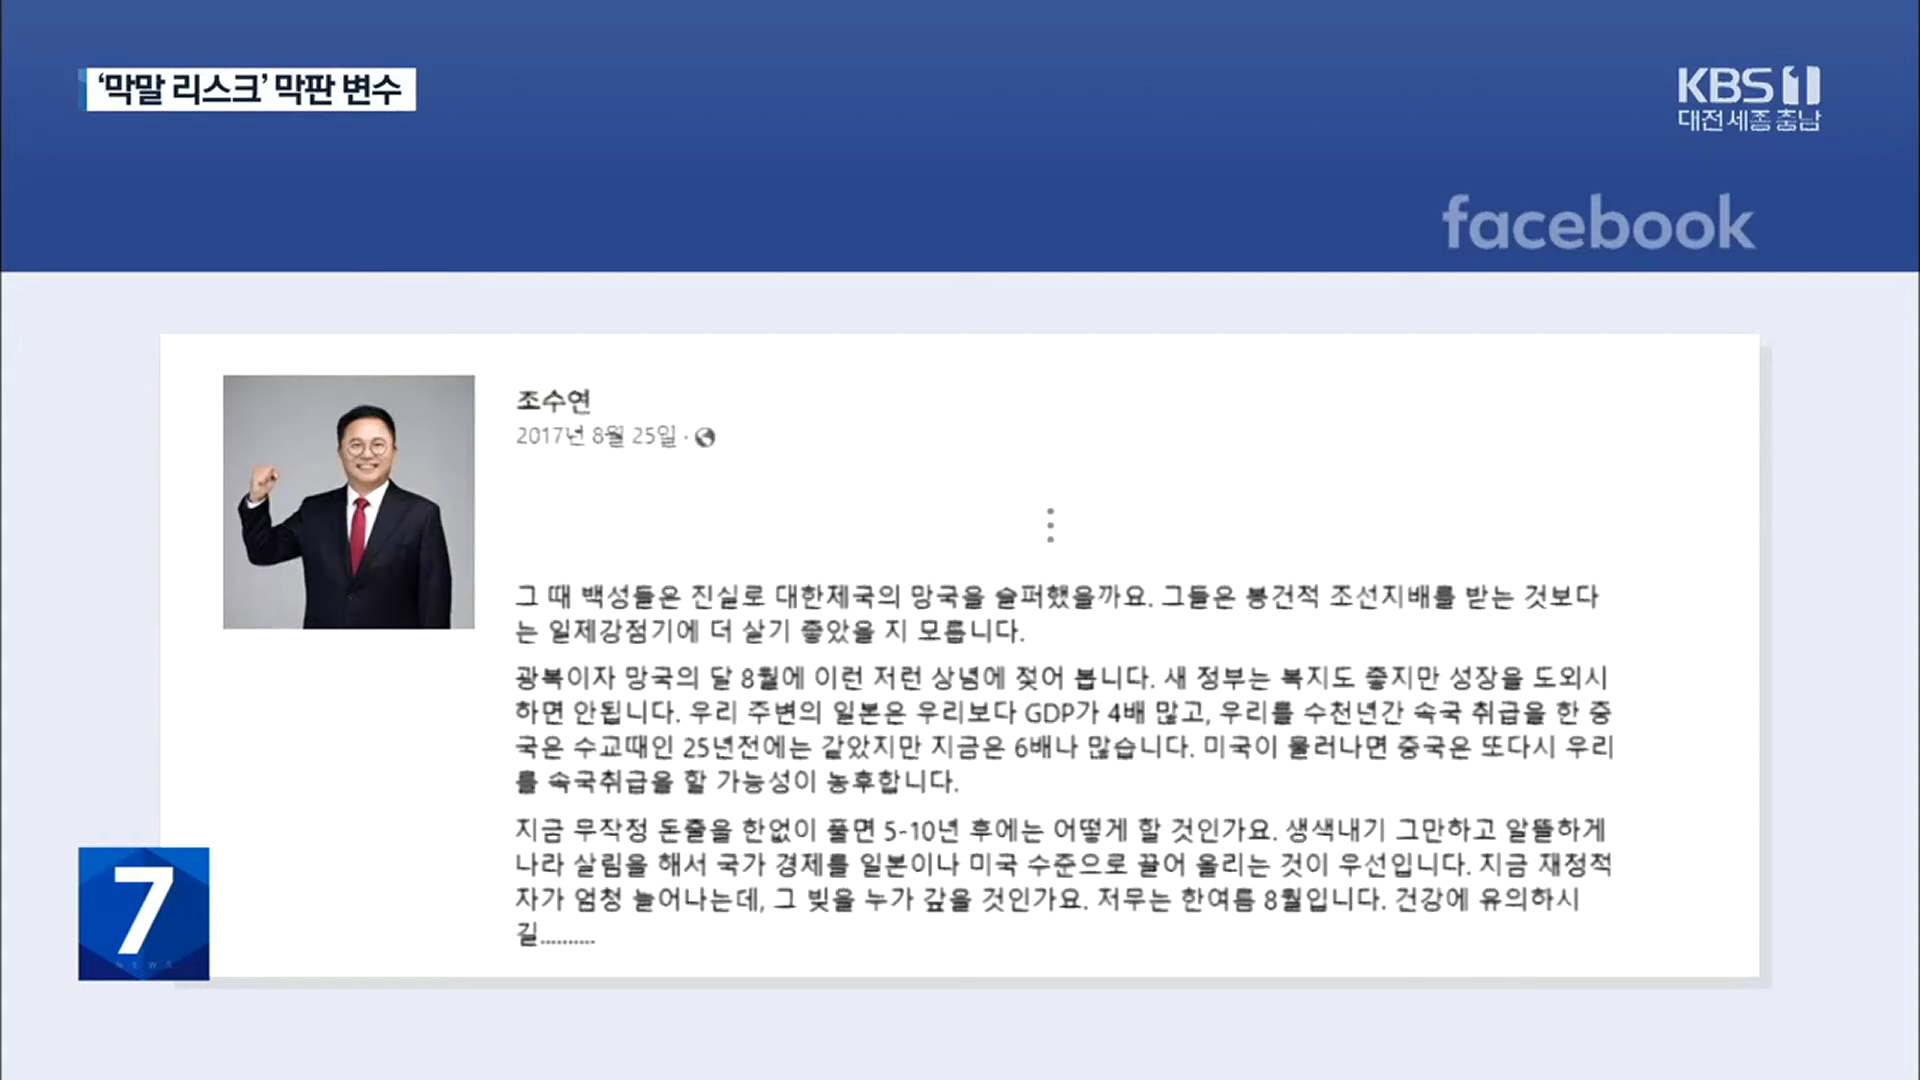 ‘막말 리스크’ 막판 변수
KBS 1
대전 세종 충남
facebook
조수연
2017년 8월 25일 ·
그 때 백성들은 진실로 대한제국의 망국을 슬퍼했을까요. 그들은 봉건적 조선지배를 받는 것보다
는 일제강점기에 더 살기 좋았을 지 모릅니다.
광복이자 망국의 달 8월에 이런 저런 상념에 젖어 봅니다. 새 정부는 복지도 좋지만 성장을 도외시
하면 안됩니다. 우리 주변의 일본은 우리보다 GDP가 4배 많고, 우리를 수천년간 속국 취급을 한 중
국은 수교때인 25년전에는 같았지만 지금은 6배나 많습니다. 미국이 물러나면 중국은 또다시 우리
를 속국취급을 할 가능성이 농후합니다.
지금 무작정 돈줄을 한없이 풀면 5-10년 후에는 어떻게 할 것인가요. 생색내기 그만하고 알뜰하게
나라 살림을 해서 국가 경제를 일본이나 미국 수준으로 끌어 올리는 것이 우선입니다. 지금 재정적
자가 엄청 늘어나는데, 그 빚을 누가 갚을 것인가요. 저무는 한여름 8월입니다. 건강에 유의하시
길..........
7
NEWS